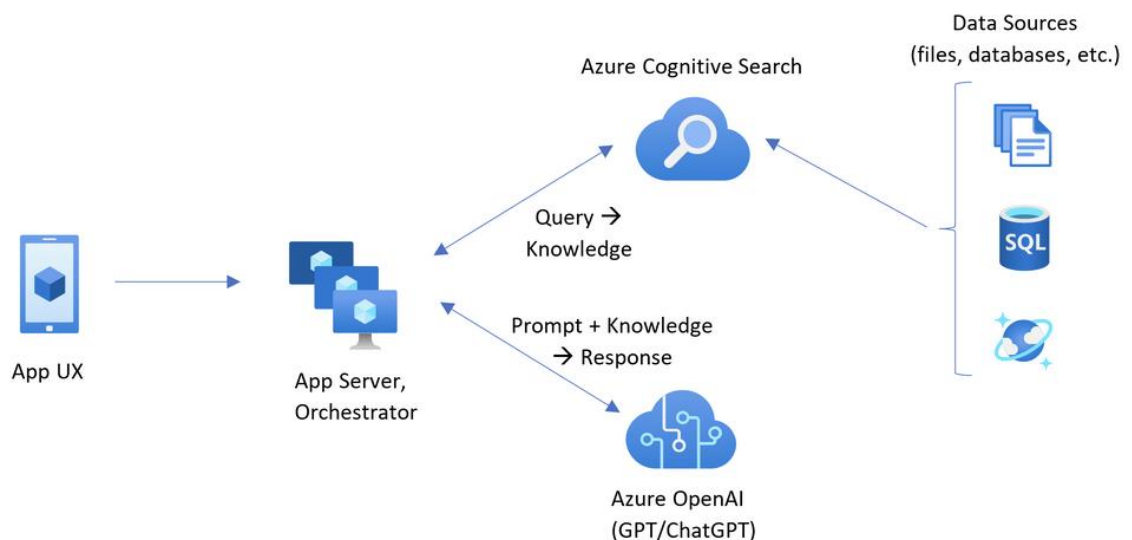 Data Sources
(files, databases, etc.)
Azure Cognitive Search
SQL
Query →
Knowledge
Prompt + Knowledge
→ Response
App UX
App Server,
Orchestrator
Azure OpenAI
(GPT/ChatGPT)